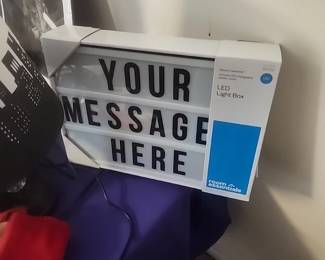 YOUR
MESSAGE
HERE
LED
Light Box
room
essentials